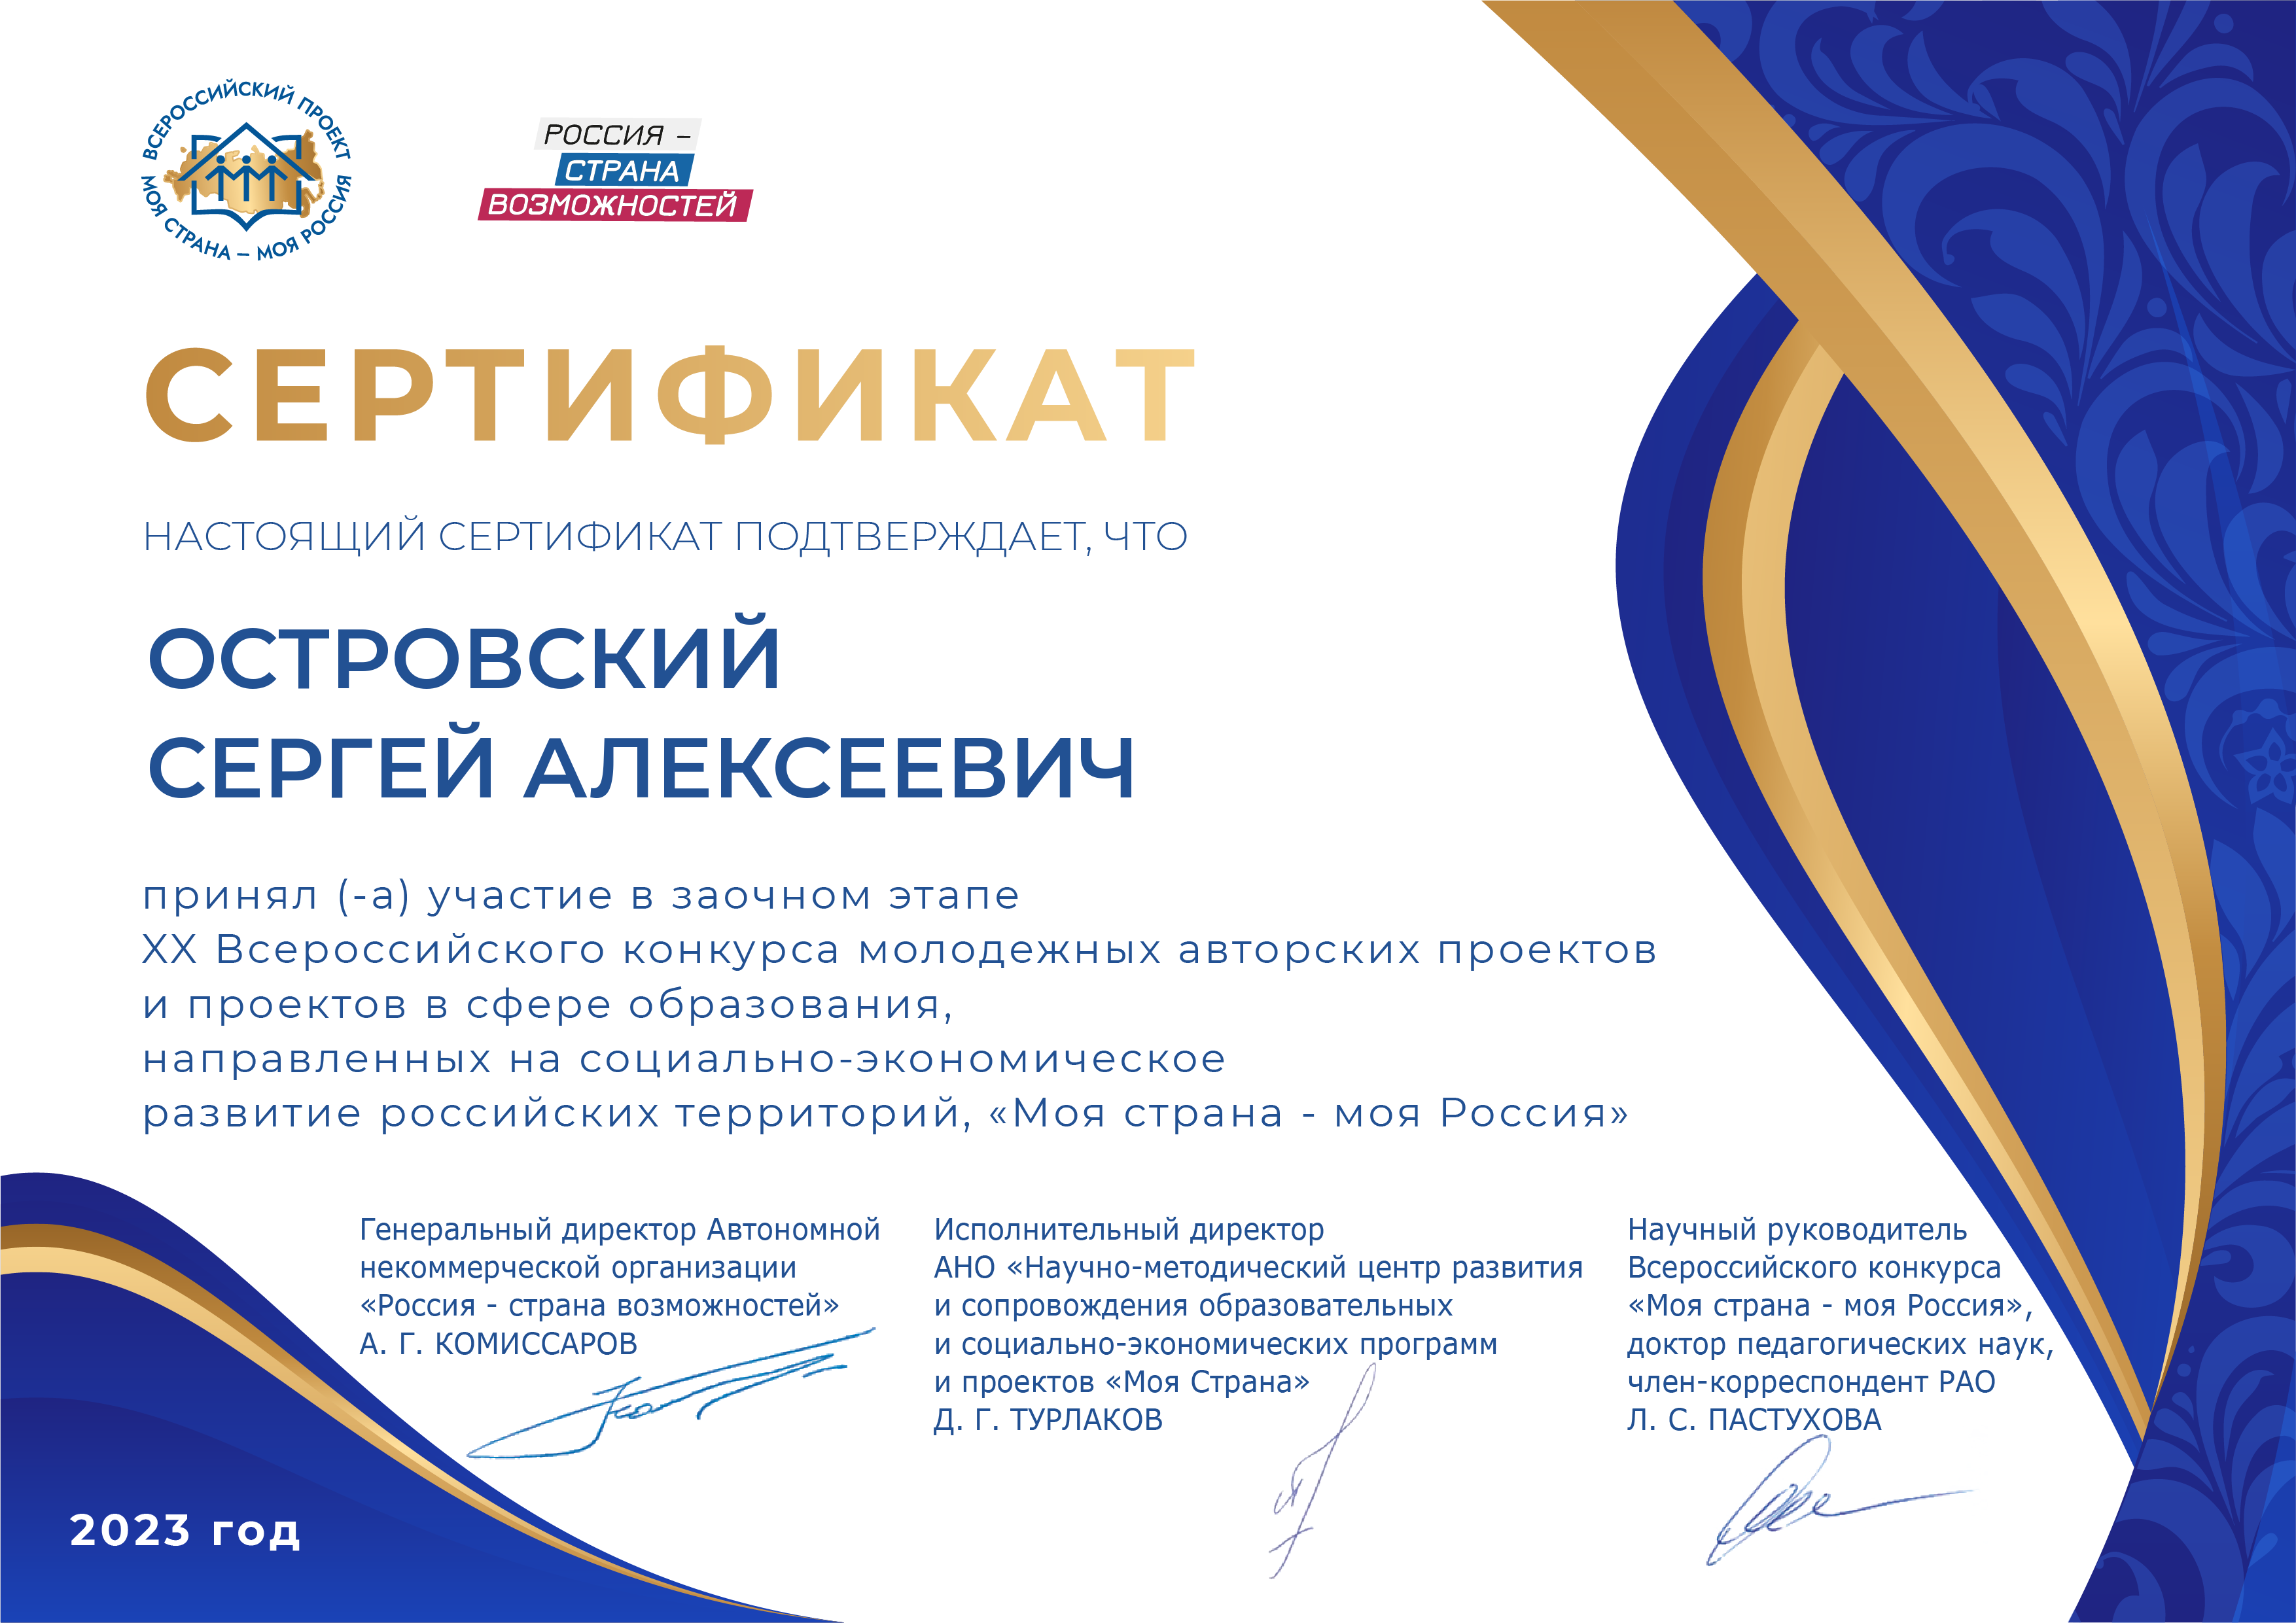 ВСЕРОССИЙСКИЙ ПРОЕКТ
МОЯ СТРАНА – МОЯ РОССИЯ
РОССИЯ –
СТРАНА
ВОЗМОЖНОСТЕЙ
СЕРТИФИКАТ
НАСТОЯЩИЙ СЕРТИФИКАТ ПОДТВЕРЖДАЕТ, ЧТО
ОСТРОВСКИЙ
СЕРГЕЙ АЛЕКСЕЕВИЧ
принял (-а) участие в заочном этапе
XX Всероссийского конкурса молодежных авторских проектов
и проектов в сфере образования,
направленных на социально-экономическое
развитие российских территорий, «Моя страна - моя Россия»
Генеральный директор Автономной
некоммерческой организации
«Россия - страна возможностей»
А. Г. КОМИССАРОВ
Исполнительный директор
АНО «Научно-методический центр развития
и сопровождения образовательных
и социально-экономических программ
и проектов «Моя Страна»
Д. Г. ТУРЛАКОВ
Научный руководитель
Всероссийского конкурса
«Моя страна - моя Россия»,
доктор педагогических наук,
член-корреспондент РАО
Л. С. ПАСТУХОВА
2023 год